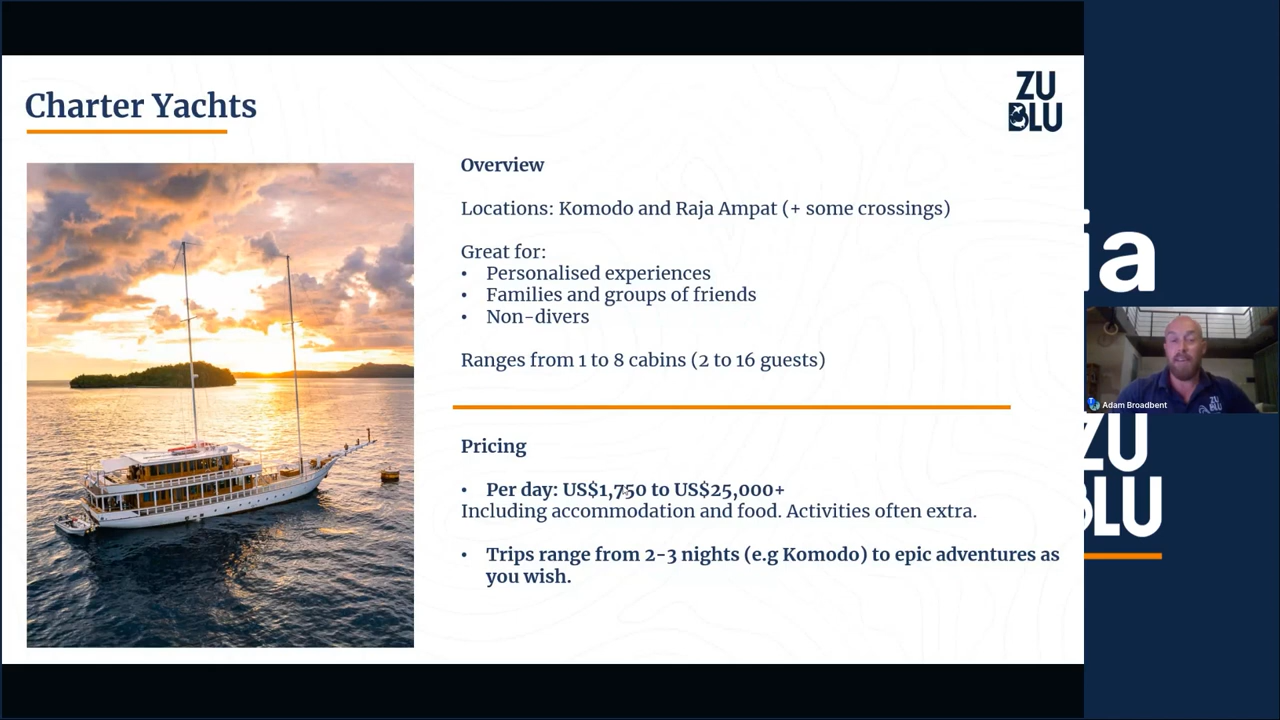 Charter Yachts
ZU
BLU
Overview
Locations: Komodo and Raja Ampat (+ some crossings)
Great for:
• Personalised experiences
• Families and groups of friends
• Non-divers
Ranges from 1 to 8 cabins (2 to 16 guests)
Pricing
• Per day: US$1,750 to US$25,000+
Including accommodation and food. Activities often extra.
• Trips range from 2-3 nights (e.g Komodo) to epic adventures as
you wish.
ia
ZU
BLU
Adam Broadbent
ZU
BLU